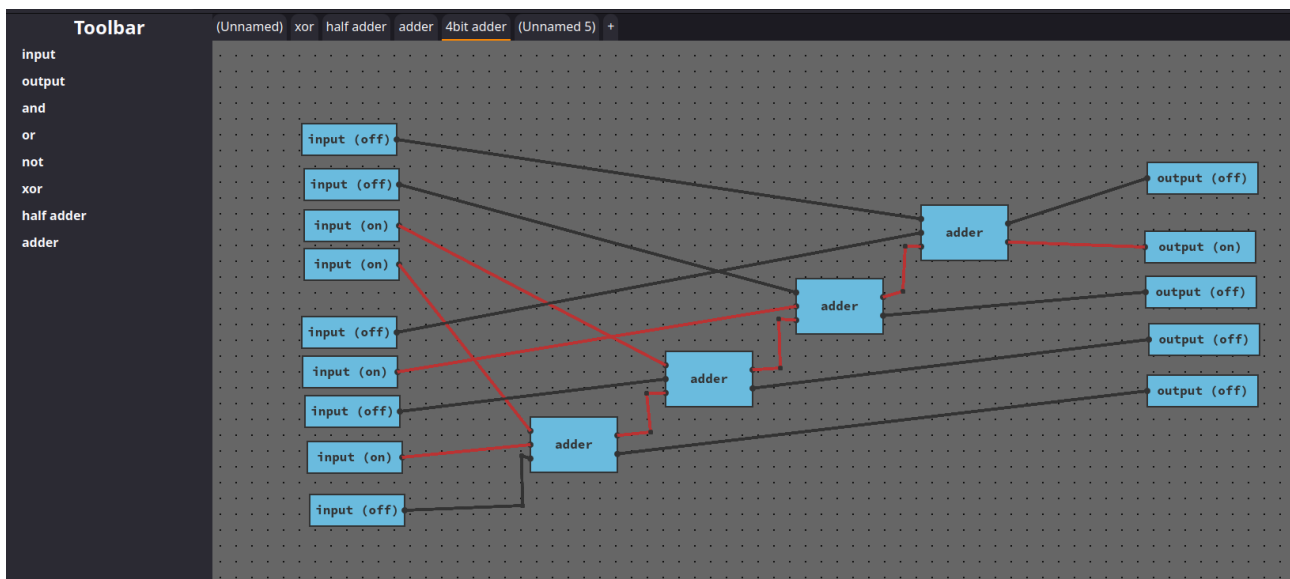 Toolbar
input
output
and
or
not
xor
half adder
adder
(Unnamed) xor half adder adder 4bit adder (Unnamed 5) +
input (off)
input (off)
input (on)
input (on)
input (off)
input (on)
input (off)
input (on)
input (off)
adder
adder
adder
adder
output (off)
output (on)
output (off)
output (off)
output (off)